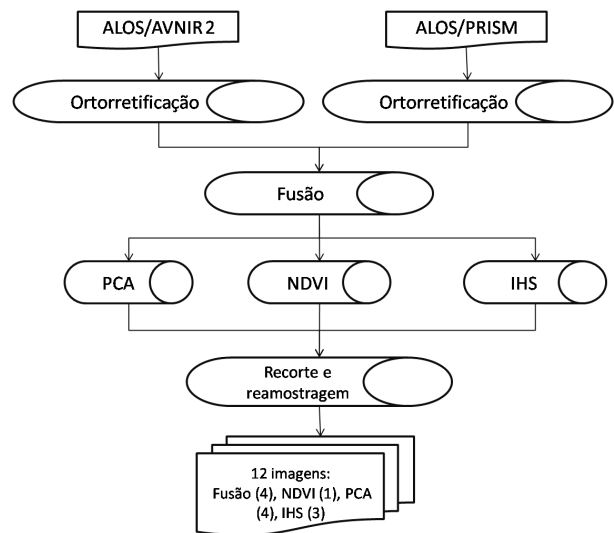 ALOS/AVNIR 2
ALOS/PRISM
Ortorretificação
Ortorretificação
Fusão
PCA
NDVI
IHS
Recorte e
reamostragem
12 imagens:
Fusão (4), NDVI (1), PCA
(4), IHS (3)